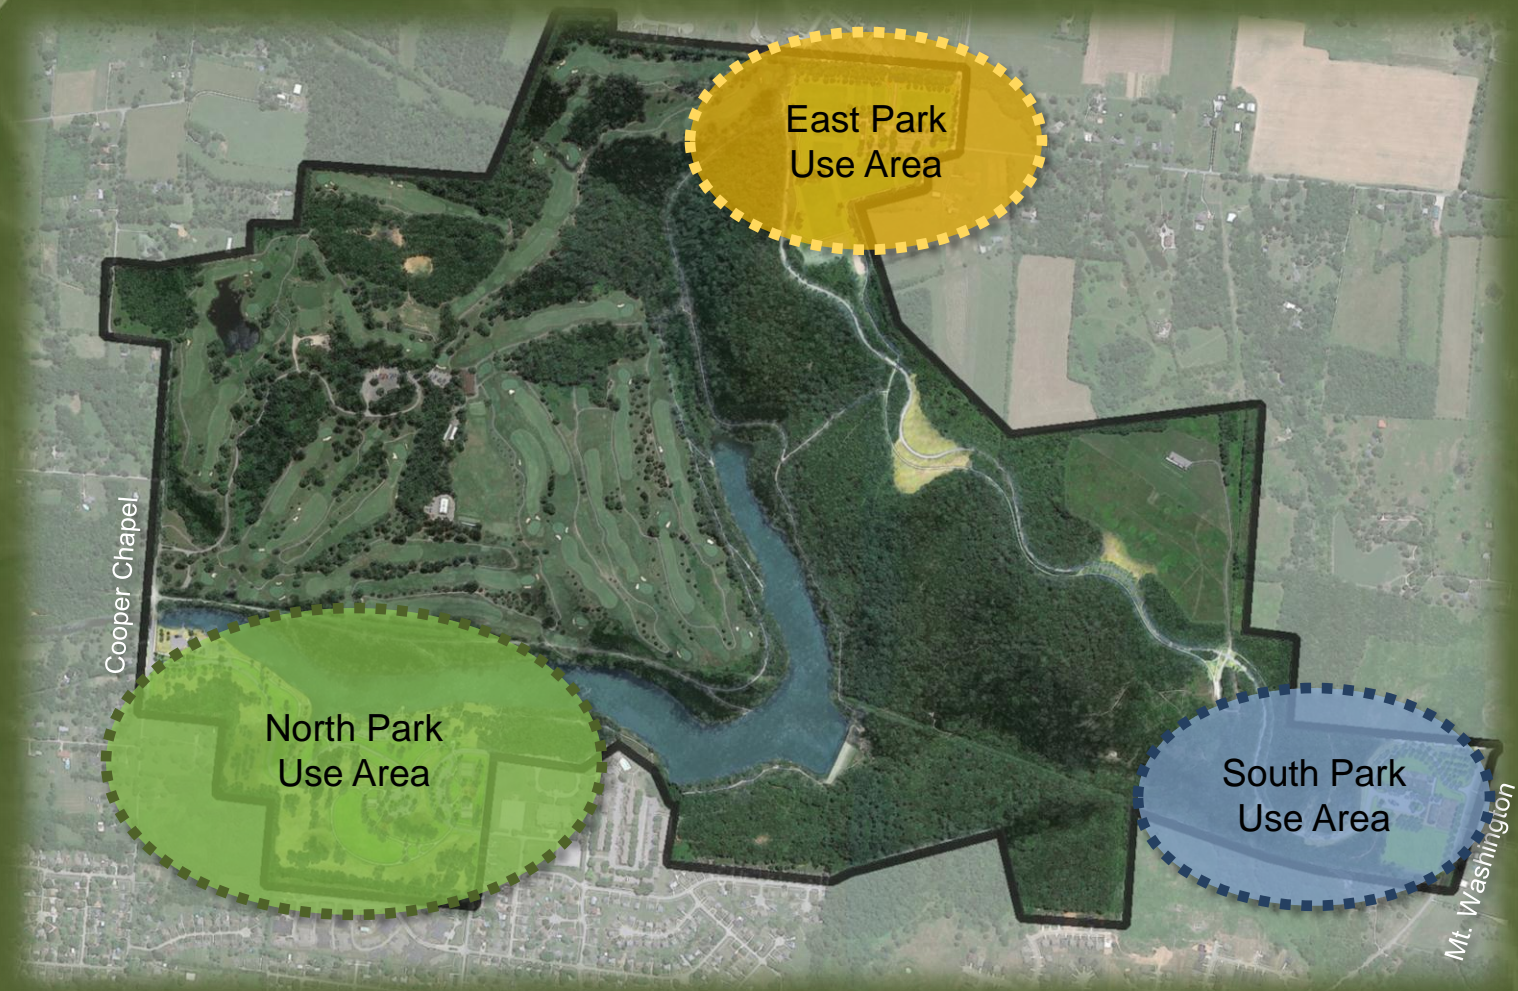 East Park
Use Area
Cooper Chapel
North Park
Use Area
South Park
Use Area
Mt. Washington